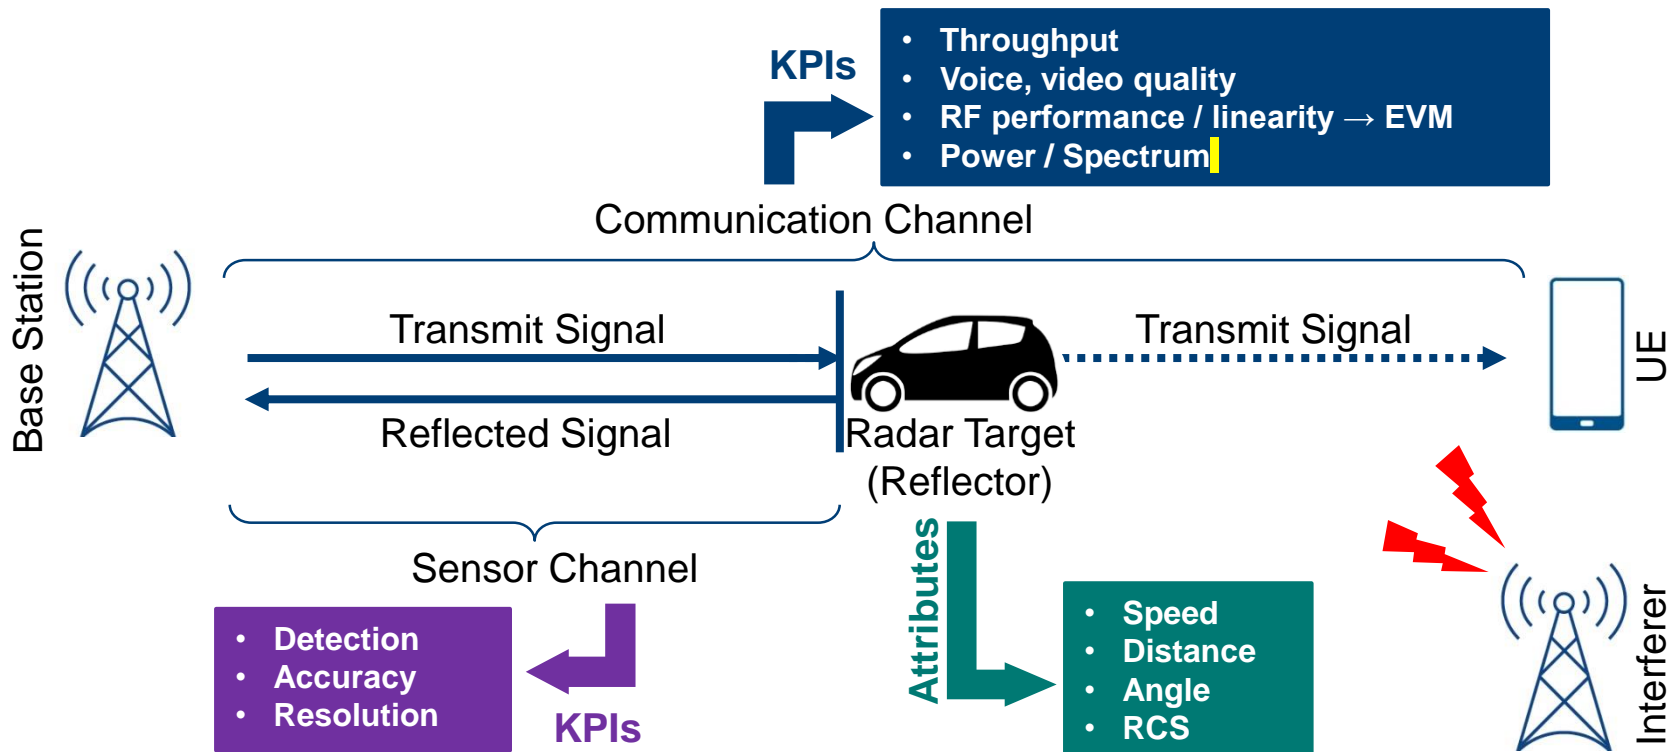 KPIs
• Throughput
• Voice, video quality
• RF performance / linearity → EVM
• Power / Spectrum
Communication Channel
Base Station
Transmit Signal
Transmit Signal
UE
Reflected Signal
Radar Target
(Reflector)
Sensor Channel
• Detection
• Accuracy
• Resolution
KPIs
Attributes
• Speed
• Distance
• Angle
• RCS
Interferer